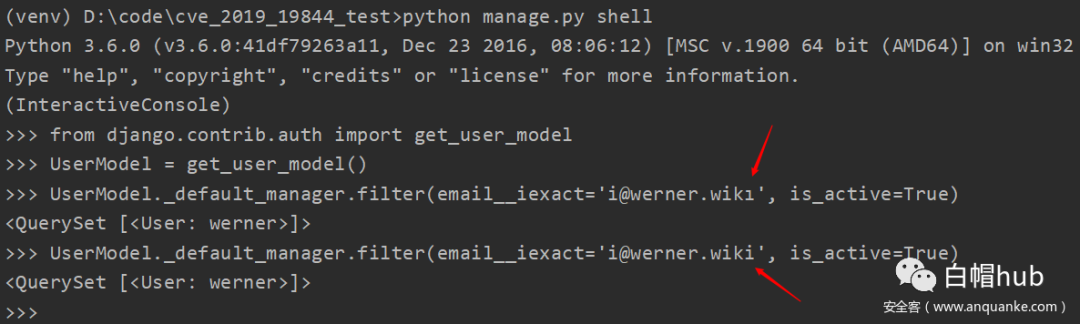 (venv) D:\code\cve_2019_19844_test>python manage.py shell
Python 3.6.0 (v3.6.0:41df79263a11, Dec 23 2016, 08:06:12) [MSC v.1900 64 bit (AMD64)] on win32
Type "help", "copyright", "credits" or "license" for more information.
(InteractiveConsole)
>>> from django.contrib.auth import get_user_model
>>> UserModel = get_user_model()
>>> UserModel._default_manager.filter(email__iexact='i@werner.wikı', is_active=True)
<QuerySet [<User: werner>]>
>>> UserModel._default_manager.filter(email__iexact='i@werner.wiki', is_active=True)
<QuerySet [<User: werner>]>
>>>
白帽hub
安全客(www.anquanke.com)